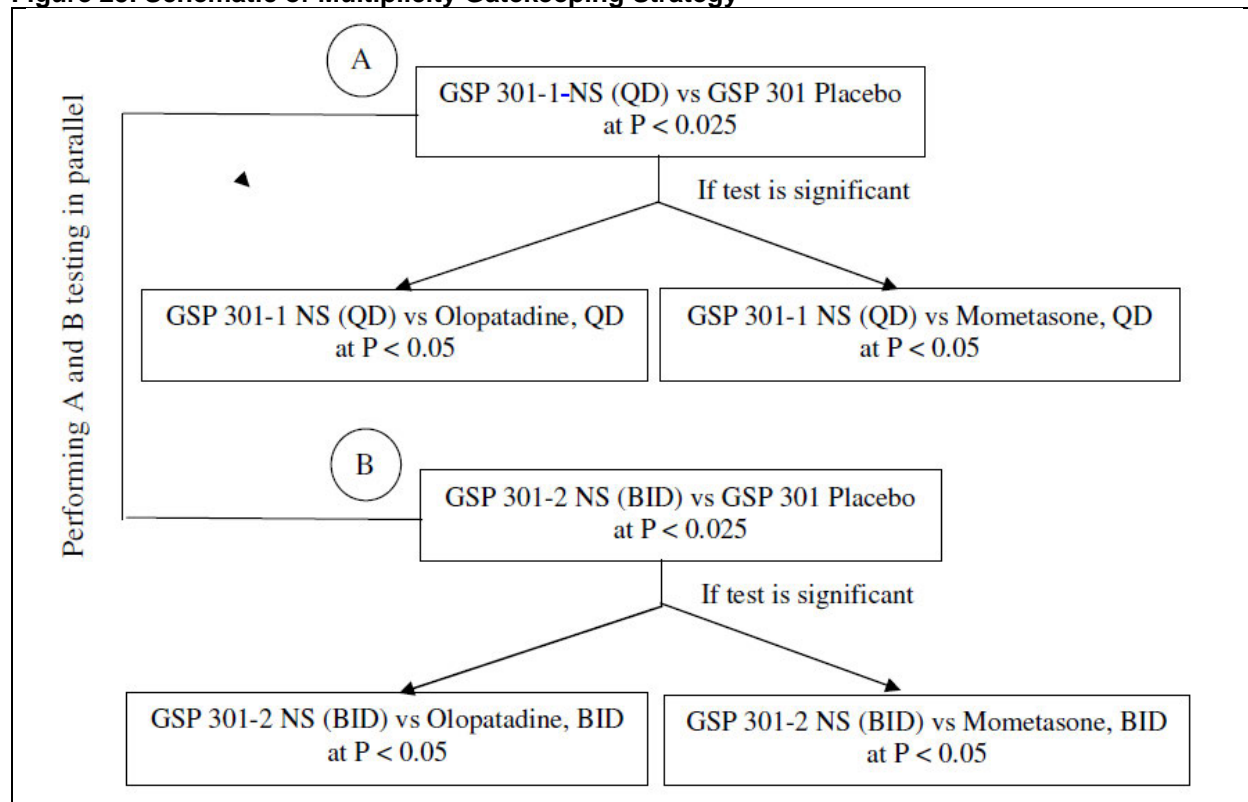 Figure 23. Schematic of Multiplicity Gatekeeping Strategy
Performing A and B testing in parallel
A
GSP 301-1-NS (QD) vs GSP 301 Placebo
at P < 0.025
If test is significant
GSP 301-1 NS (QD) vs Olopatadine, QD
at P < 0.05
GSP 301-1 NS (QD) vs Mometasone, QD
at P < 0.05
B
GSP 301-2 NS (BID) vs GSP 301 Placebo
at P < 0.025
If test is significant
GSP 301-2 NS (BID) vs Olopatadine, BID
at P < 0.05
GSP 301-2 NS (BID) vs Mometasone, BID
at P < 0.05